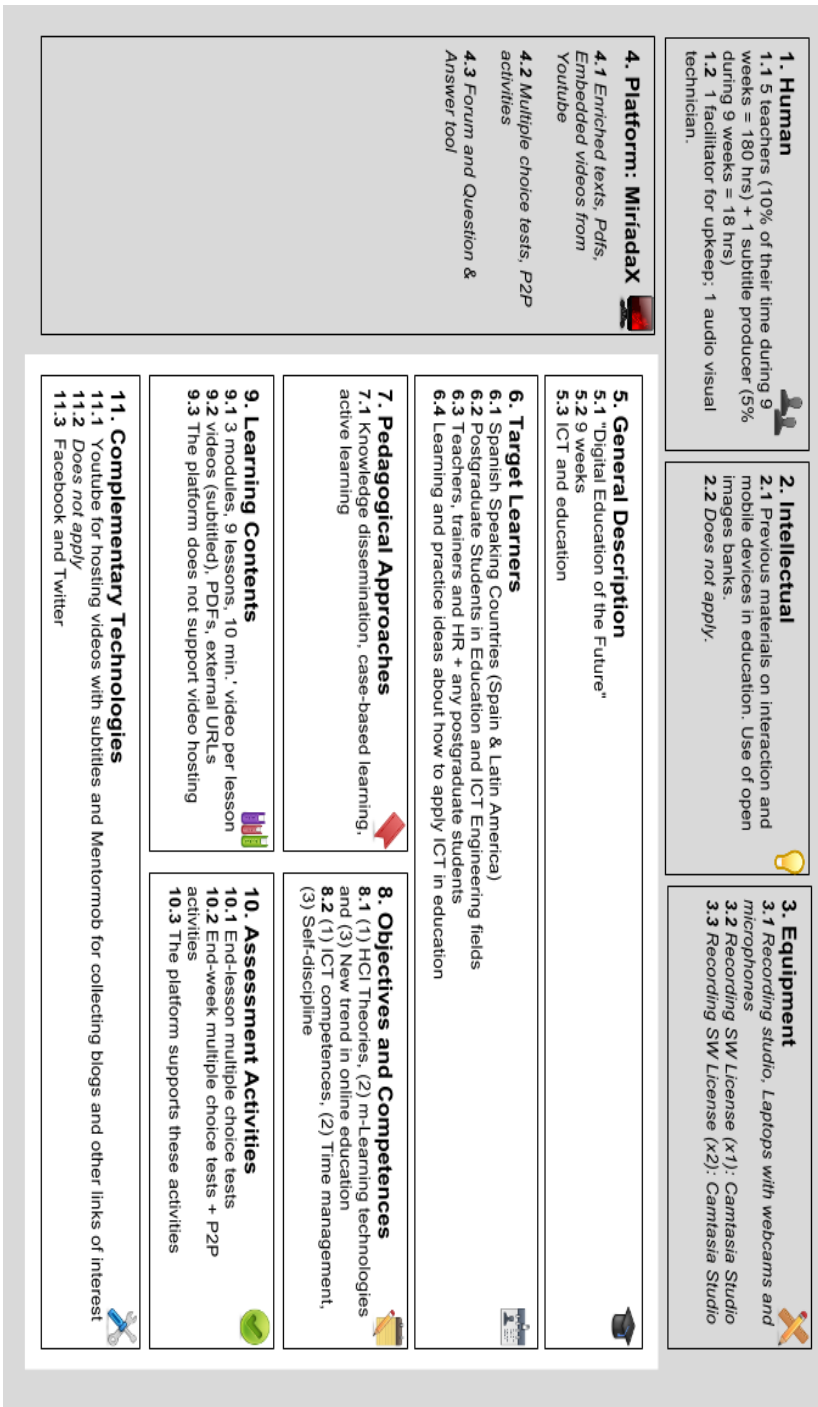 1. Human
1.1 5 teachers (10% of their time during 9
weeks = 180 hrs) + 1 subtitle producer (5%
during 9 weeks = 18 hrs)
1.2 1 facilitator for upkeep; 1 audio visual
technician.
2. Intellectual
2.1 Previous materials on interaction and
mobile devices in education. Use of open
images banks.
2.2 Does not apply.
3. Equipment
3.1 Recording studio, Laptops with webcams and
microphones
3.2 Recording SW License (x1): Camtasia Studio
3.3 Recording SW License (x2): Camtasia Studio
4. Platform: MiríadaX
4.1 Enriched texts, Pdfs,
Embedded videos from
Youtube
4.2 Multiple choice tests, P2P
activities
4.3 Forum and Question &
Answer tool
5. General Description
5.1 "Digital Education of the Future"
5.2 9 weeks
5.3 ICT and education
6. Target Learners
6.1 Spanish Speaking Countries (Spain & Latin America)
6.2 Postgraduate Students in Education and ICT Engineering fields
6.3 Teachers, trainers and HR + any postgraduate students
6.4 Learning and practice ideas about how to apply ICT in education
7. Pedagogical Approaches
7.1 Knowledge dissemination, case-based learning,
active learning
8. Objectives and Competences
8.1 (1) HCI Theories, (2) m-Learning technologies
and (3) New trend in online education
8.2 (1) ICT competences, (2) Time management,
(3) Self-discipline
9. Learning Contents
9.1 3 modules, 9 lessons, 10 min.' video per lesson
9.2 videos (subtitled), PDFs, external URLs
9.3 The platform does not support video hosting
10. Assessment Activities
10.1 End-lesson multiple choice tests
10.2 End-week multiple choice tests + P2P
activities
10.3 The platform supports these activities
11. Complementary Technologies
11.1 Youtube for hosting videos with subtitles and Mentormob for collecting blogs and other links of interest
11.2 Does not apply
11.3 Facebook and Twitter